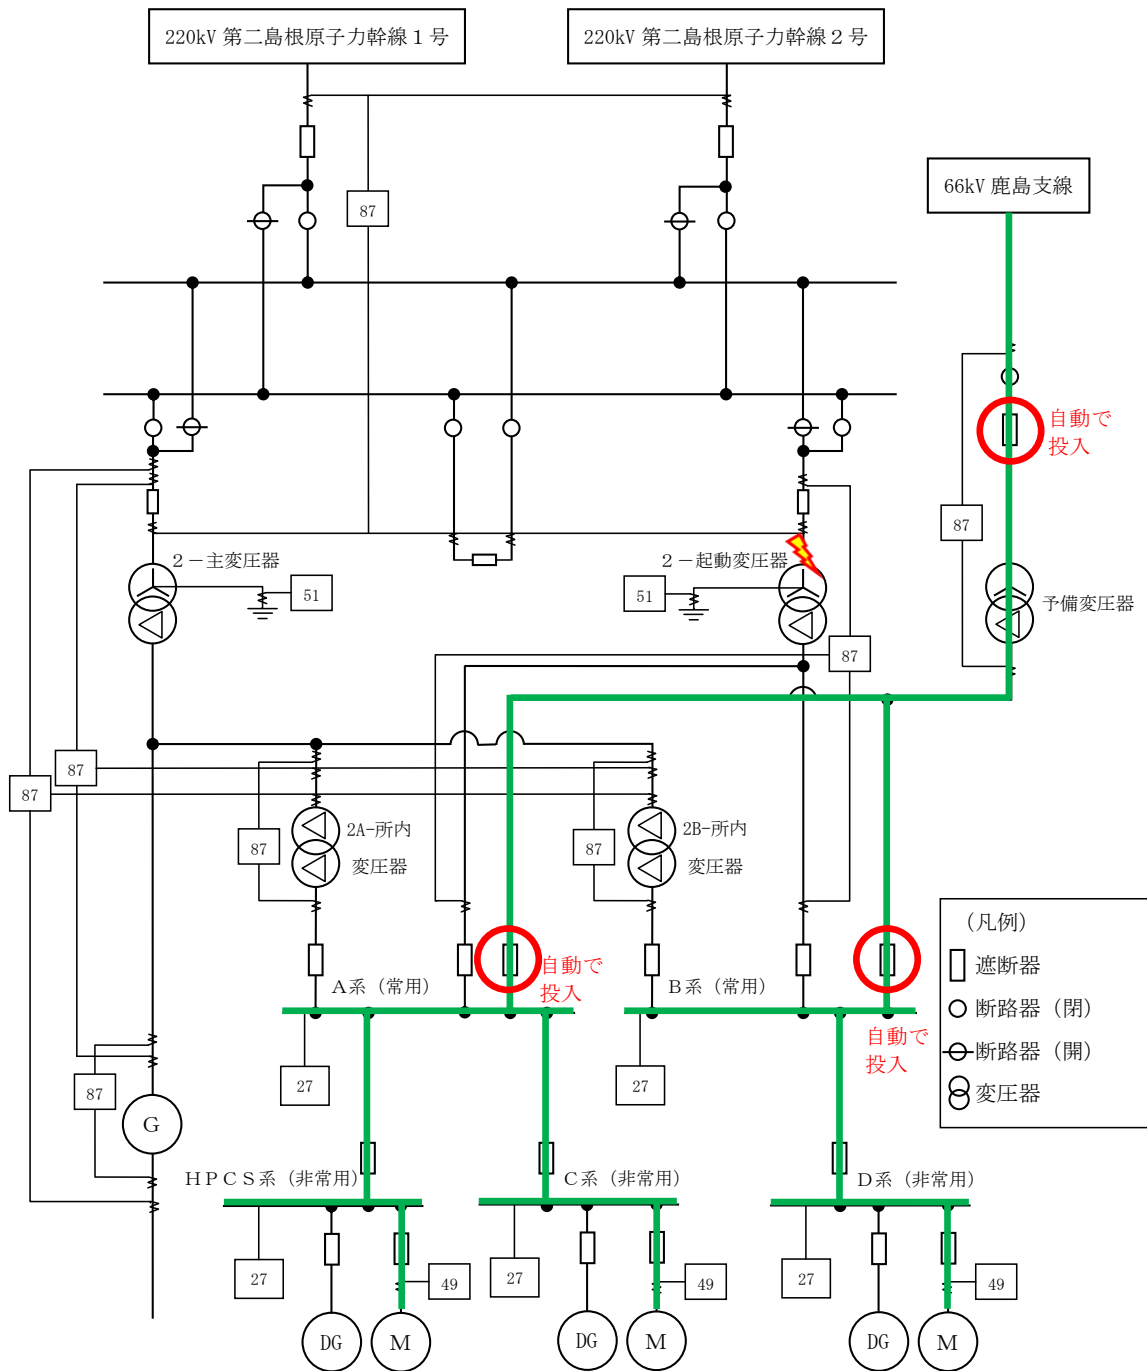 220kV 第二島根原子力幹線１号
220kV 第二島根原子力幹線２号
66kV 鹿島支線
87
自動で
投入
87
２－主変圧器
２－起動変圧器
51
51
予備変圧器
87
87
87
2A-所内
変圧器
87
2B-所内
変圧器
87
(凡例)
遮断器
断路器（閉）
断路器（開）
変圧器
A系（常用）
自動で
投入
B系（常用）
自動で
投入
27
27
87
G
HPCS系（非常用）
C系（非常用）
D系（非常用）
27
49
27
49
27
49
DG
M
DG
M
DG
M